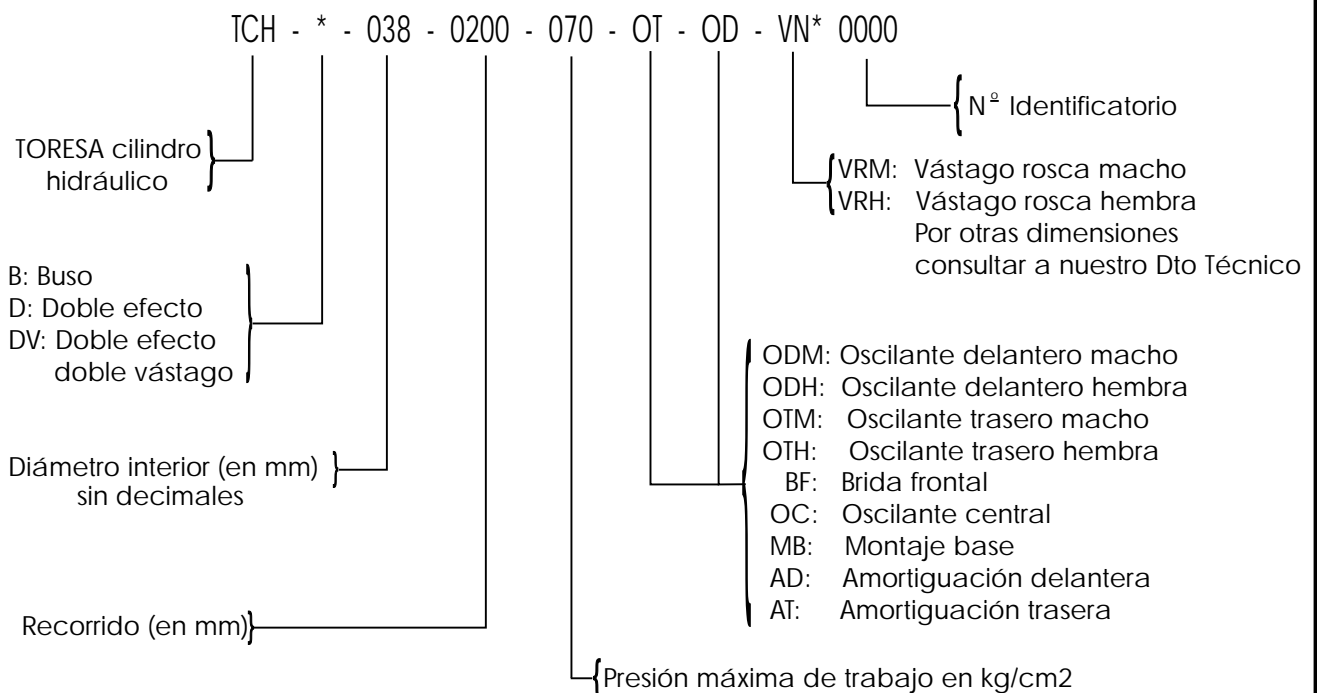 TCH - * - 038 - 0200 - 070 - OT - OD - VN* 0000
Nº Identificatorio
TORESA cilindro
hidráulico
VRM: Vástago rosca macho
VRH: Vástago rosca hembra
Por otras dimensiones
consultar a nuestro Dto Técnico
B: Buso
D: Doble efecto
DV: Doble efecto
doble vástago
ODM: Oscilante delantero macho
ODH: Oscilante delantero hembra
OTM: Oscilante trasero macho
OTH: Oscilante trasero hembra
BF: Brida frontal
OC: Oscilante central
MB: Montaje base
AD: Amortiguación delantera
AT: Amortiguación trasera
Diámetro interior (en mm)
sin decimales
Recorrido (en mm)
Presión máxima de trabajo en kg/cm2